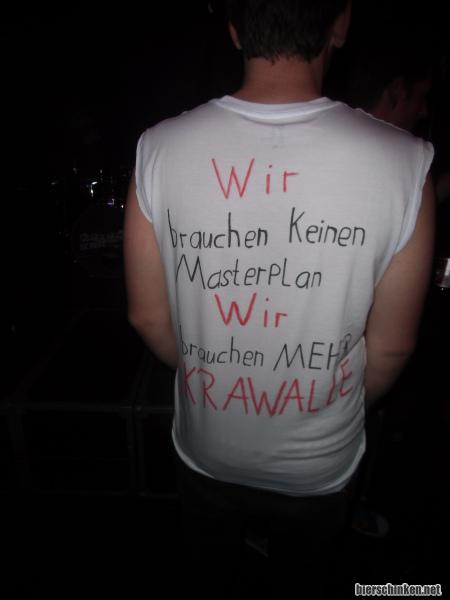 Wir
brauchen Keinen
Masterplan
Wir
brauchen MEHR
KRAWALLE
bierschinken.net